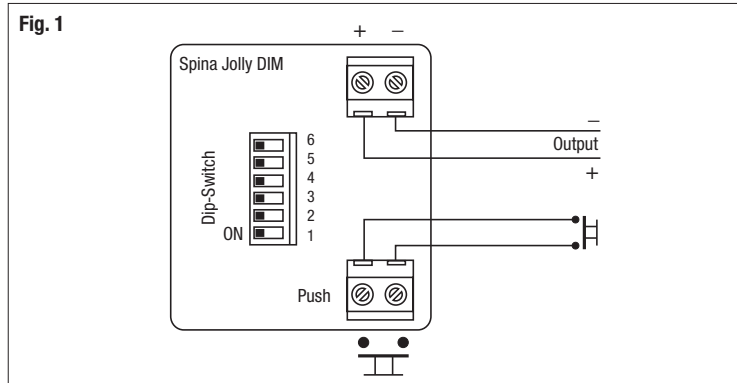 Fig. 1
+ –
Spina Jolly DIM
–
Output
+
Dip-Switch
6
5
4
3
2
ON 1
Push